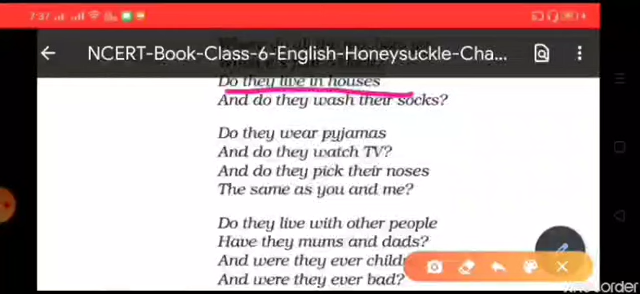 7:37
NCERT-Book-Class-6-English-Honeysuckle-Cha...
Do they live in houses
And do they wash their socks?
Do they wear pyjamas
And do they watch TV?
And do they pick their noses
The same as you and me?
Do they live with other people
Have they mums and dads?
And were they ever child
And were they ever bad?